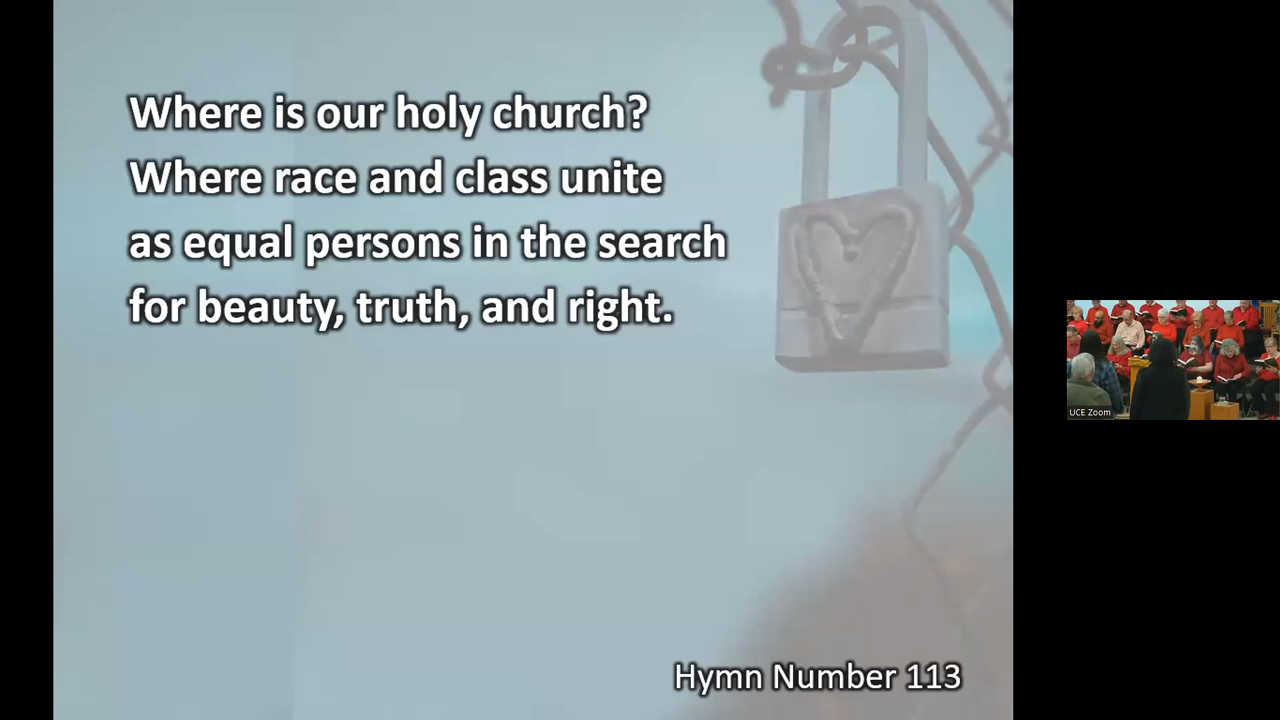 Where is our holy church?
Where race and class unite
as equal persons in the search
for beauty, truth, and right.
UCE Zoom
Hymn Number 113